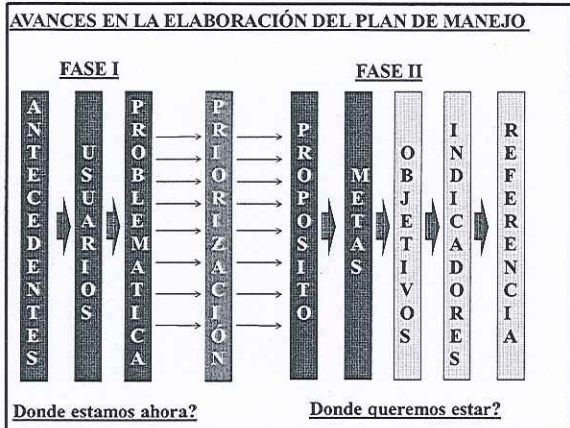 AVANCES EN LA ELABORACIÓN DEL PLAN DE MANEJO
FASE I
FASE II
ANTECEDENTES
USUARIOS
PROBLEMATICA
PRIORIZACIÓN
PROPOSITO
METAS
OBJETIVOS
INDICADORES
REFERENCIA
Donde estamos ahora?
Donde queremos estar?